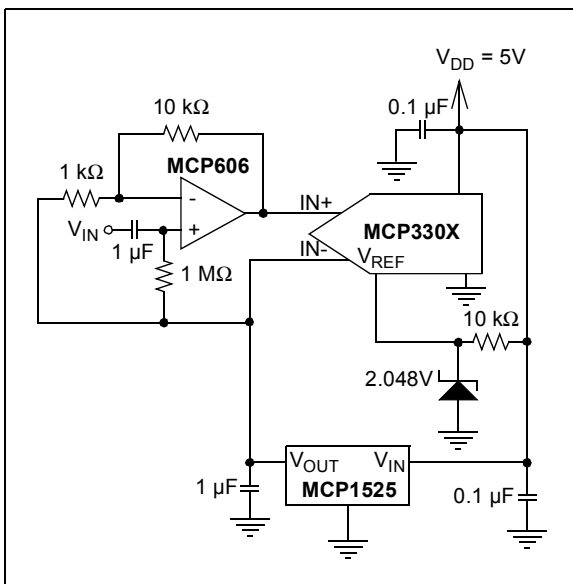 V_DD = 5V
10 kΩ
0.1 µF
MCP606
1 kΩ
-
IN+
MCP330X
V_IN
+
1 µF
IN-
V_REF
1 MΩ
10 kΩ
2.048V
V_OUT
V_IN
1 µF
MCP1525
0.1 µF